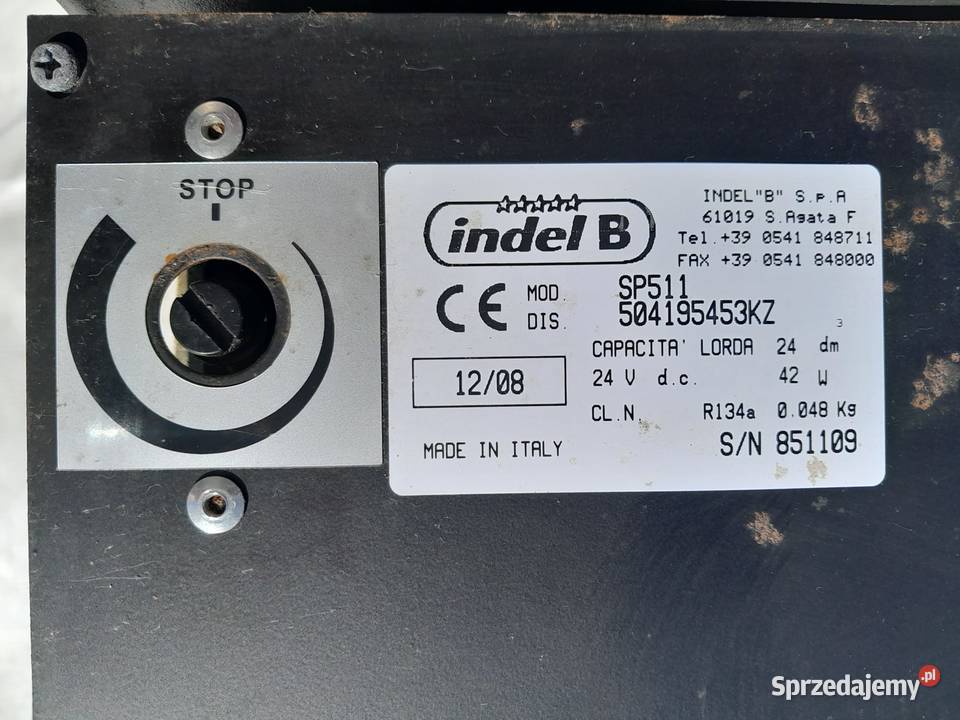 STOP
indel B
INDEL"B" S.p.A
61019 S.Agata F
Tel.+39 0541 848711
FAX +39 0541 848000
CE
MOD. SP511
DIS. 504195453KZ
CAPACITA' LORDA 24 dm 3
12/08
24 V d.c. 42 W
CL.N. R134a 0.048 Kg
MADE IN ITALY
S/N 851109
Sprzedajemy.pl